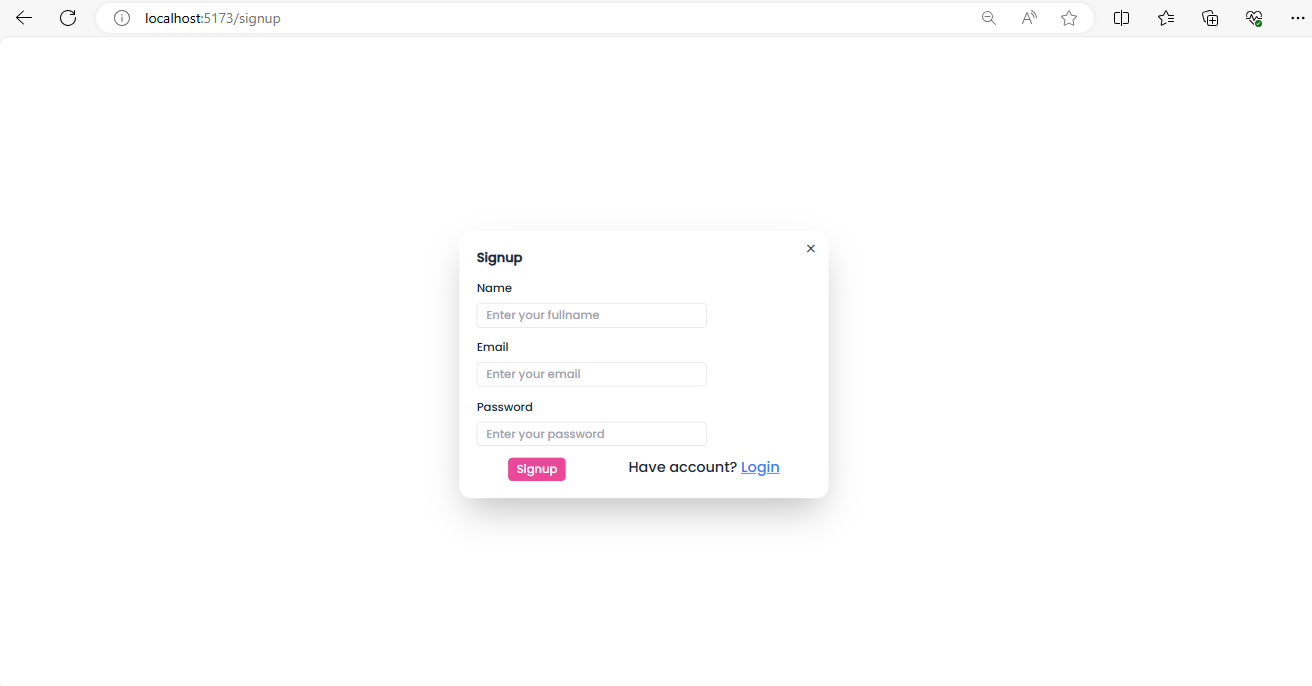 localhost:5173/signup
Signup
Name
Enter your fullname
Email
Enter your email
Password
Enter your password
Signup Have account? Login